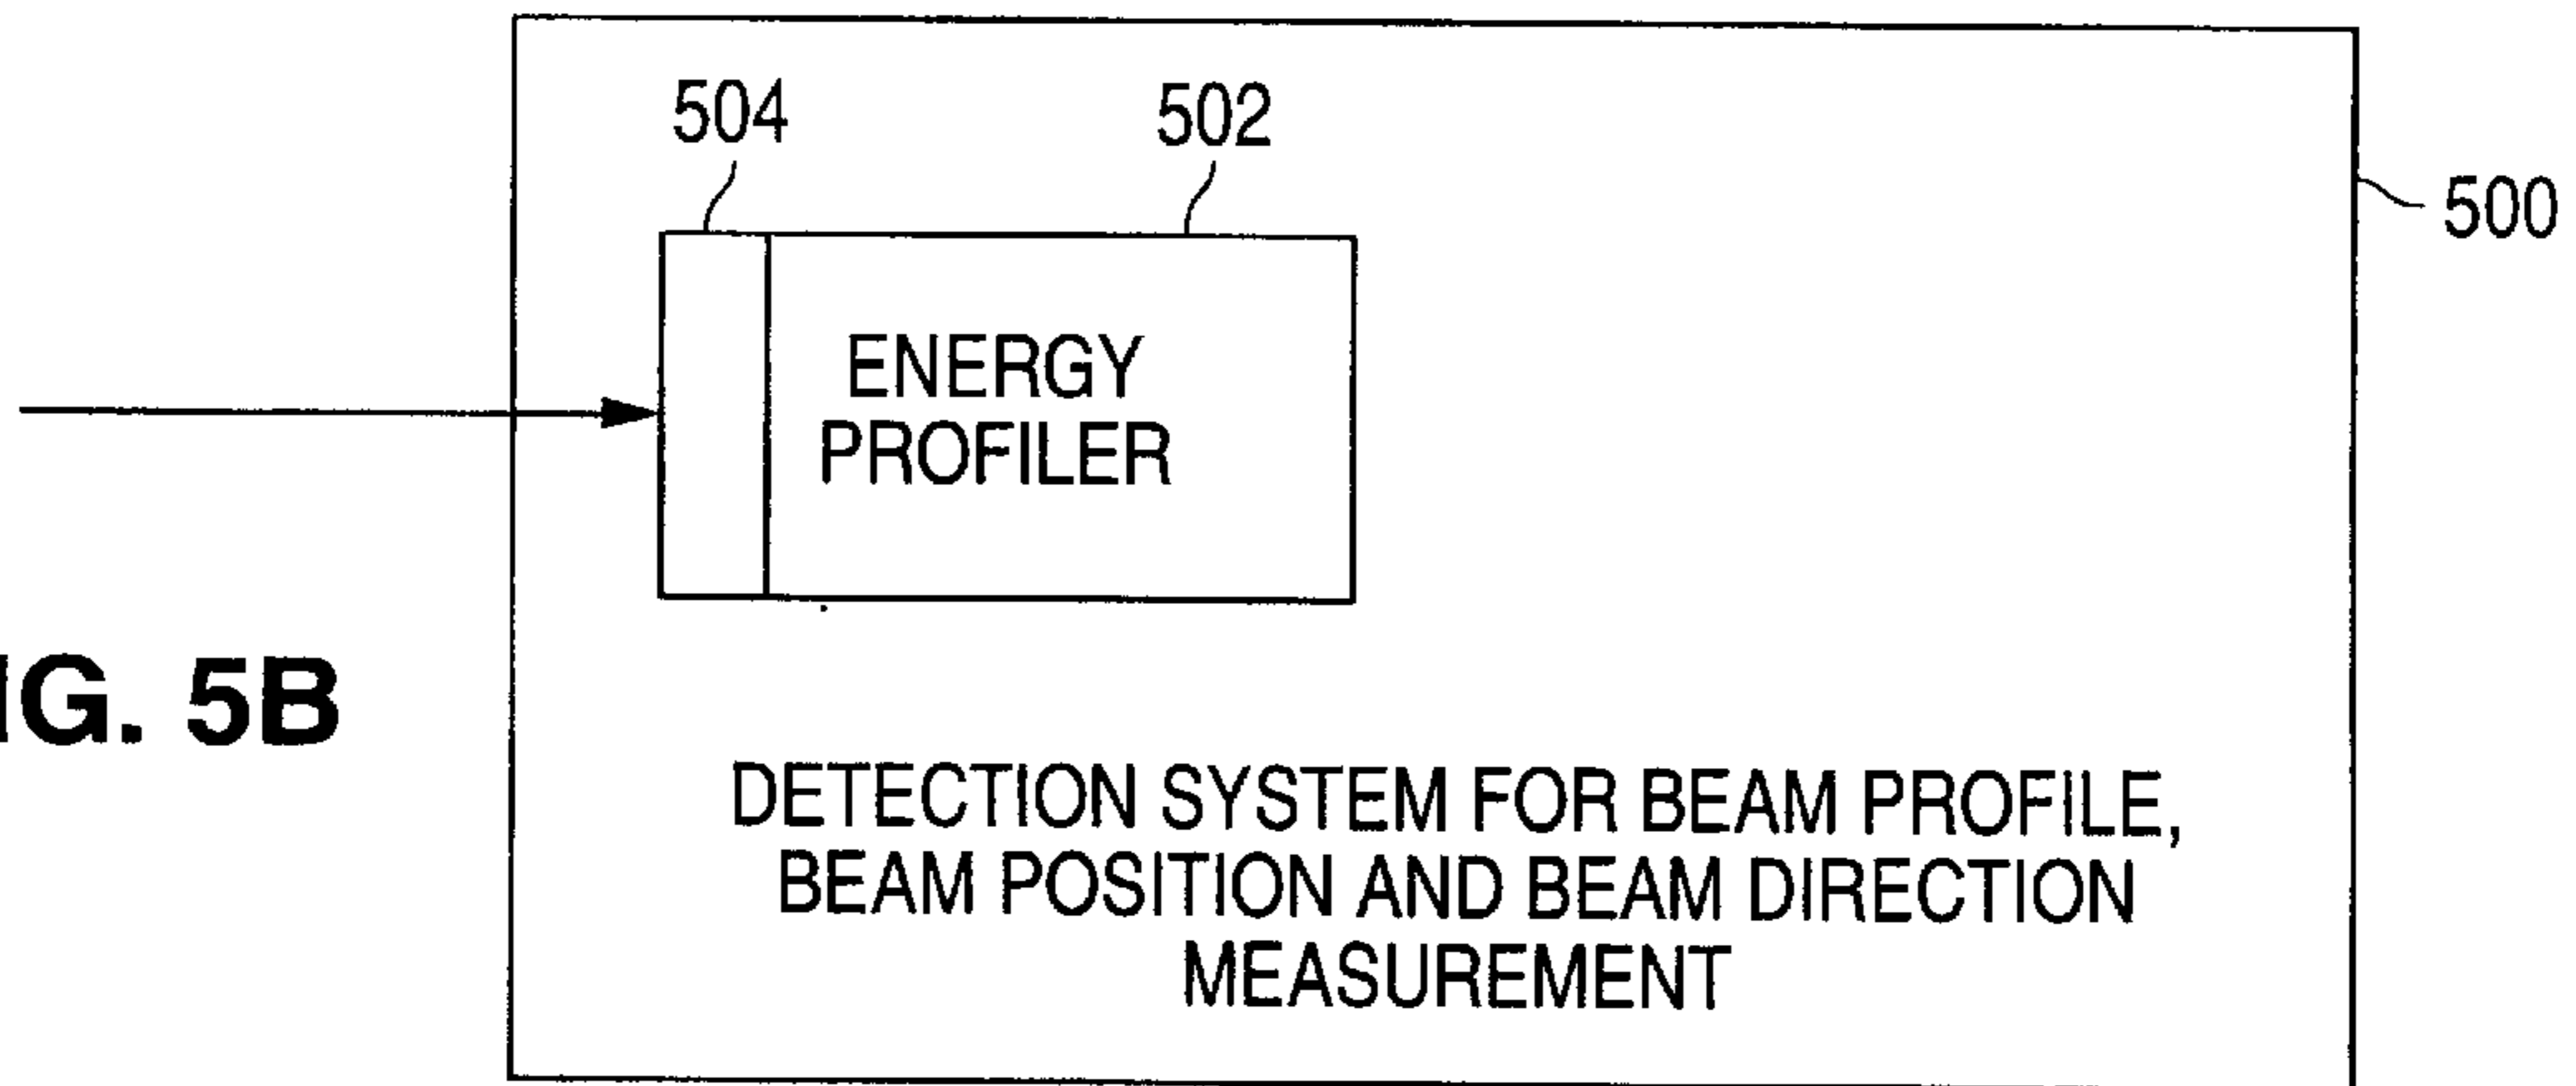 504
502
500
ENERGY
PROFILER
IG. 5B
DETECTION SYSTEM FOR BEAM PROFILE,
BEAM POSITION AND BEAM DIRECTION
MEASUREMENT